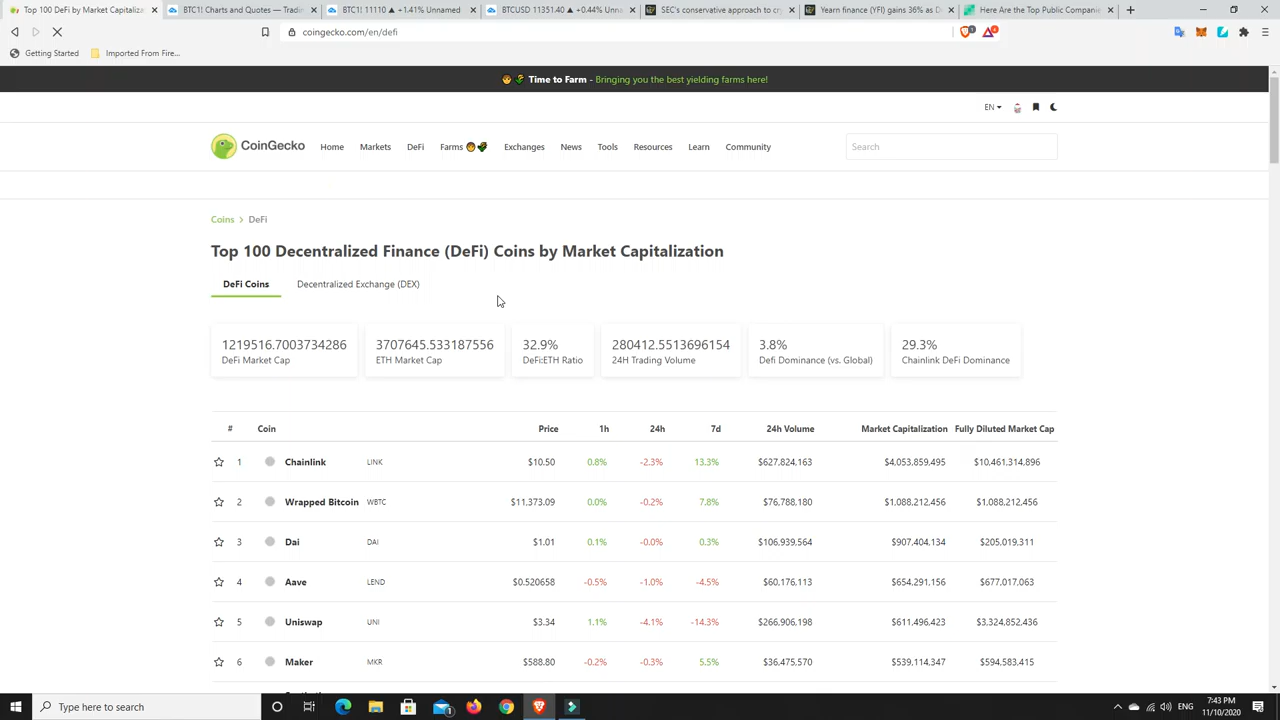 Top 100 DeFi by Market Capitaliz
BTC1! Charts and Quotes — Tradi
BTC1! 11110 ▲ +1.41% Unnamed
BTCUSD 11351.40 ▲ +0.44% Unn
SEC's conservative approach to cr
Yearn finance (YFI) gains 36% as D
Here Are the Top Public Companie
coingecko.com/en/defi
Getting Started
Imported From Fire...
Time to Farm - Bringing you the best yielding farms here!
EN
CoinGecko
Home
Markets
DeFi
Farms
Exchanges
News
Tools
Resources
Learn
Community
Search
Coins > DeFi
Top 100 Decentralized Finance (DeFi) Coins by Market Capitalization
DeFi Coins
Decentralized Exchange (DEX)
1219516.7003734286
DeFi Market Cap
3707645.533187556
ETH Market Cap
32.9%
DeFi:ETH Ratio
280412.5513696154
24H Trading Volume
3.8%
Defi Dominance (vs. Global)
29.3%
Chainlink DeFi Dominance
# Coin Price 1h 24h 7d 24h Volume Market Capitalization Fully Diluted Market Cap
1 Chainlink LINK $10.50 0.8% -2.3% 13.3% $627,824,163 $4,053,859,495 $10,461,314,896
2 Wrapped Bitcoin WBTC $11,373.09 0.0% -0.2% 7.8% $76,788,180 $1,088,212,456 $1,088,212,456
3 Dai DAI $1.01 0.1% -0.0% 0.3% $106,939,564 $907,404,134 $205,019,311
4 Aave LEND $0.520658 -0.5% -1.0% -4.5% $60,176,113 $654,291,156 $677,017,063
5 Uniswap UNI $3.34 1.1% -4.1% -14.3% $266,906,198 $611,496,423 $3,324,852,436
6 Maker MKR $588.80 -0.2% -0.3% 5.5% $36,475,570 $539,114,347 $594,583,415
Type here to search
ENG
7:43 PM
11/10/2020